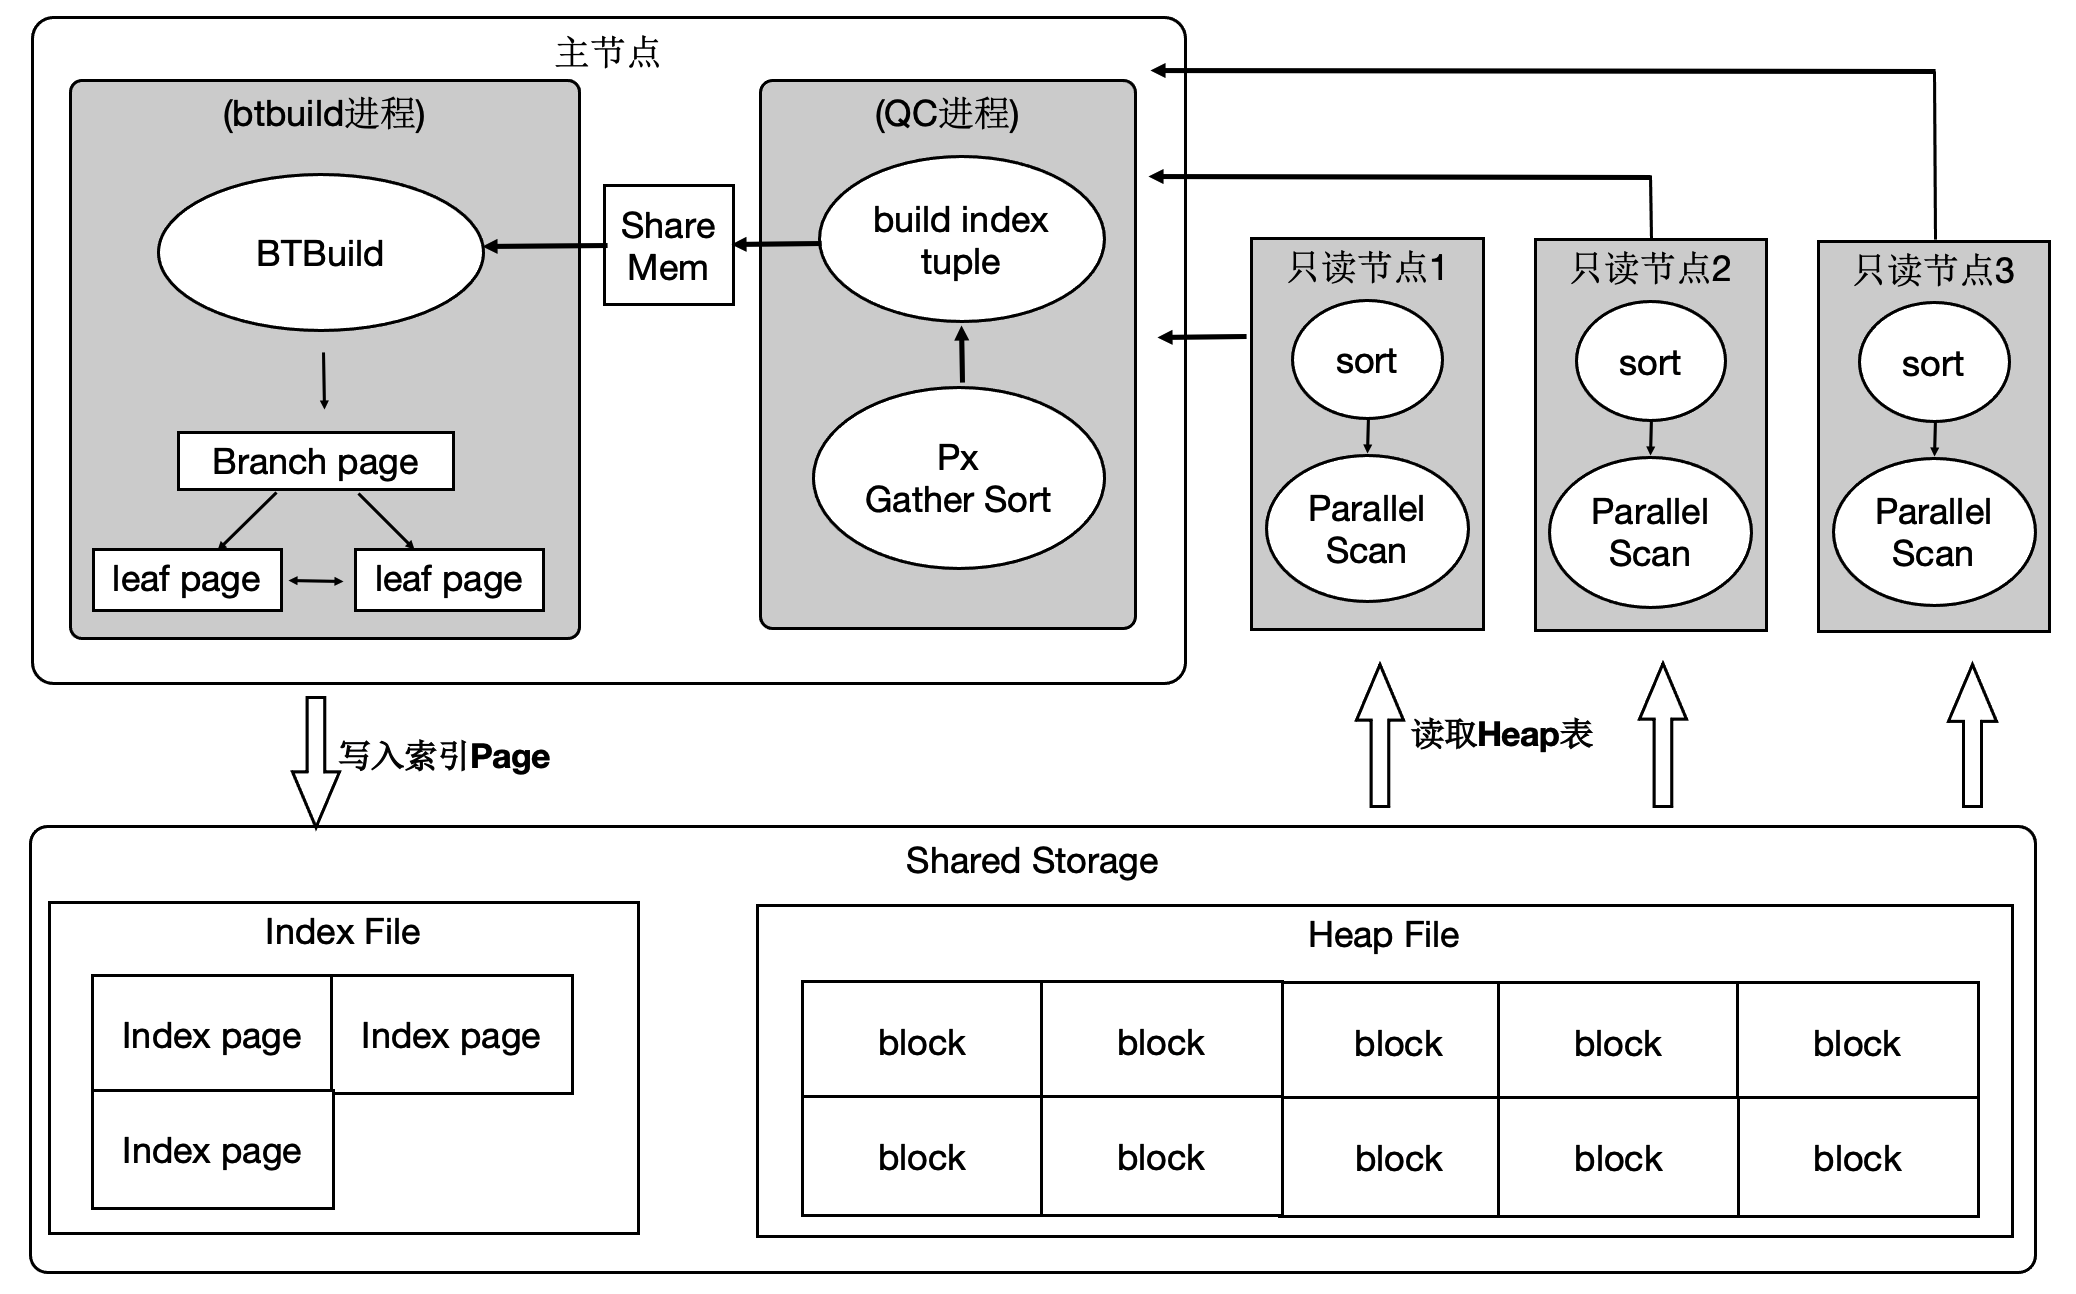 主节点
(btbuild进程)
BTBuild
Branch page
leaf page
leaf page
Share
Mem
(QC进程)
build index
tuple
Px
Gather Sort
只读节点1
sort
Parallel
Scan
只读节点2
sort
Parallel
Scan
只读节点3
sort
Parallel
Scan
写入索引Page
读取Heap表
Shared Storage
Index File
Index page
Index page
Index page
Heap File
block
block
block
block
block
block
block
block
block
block